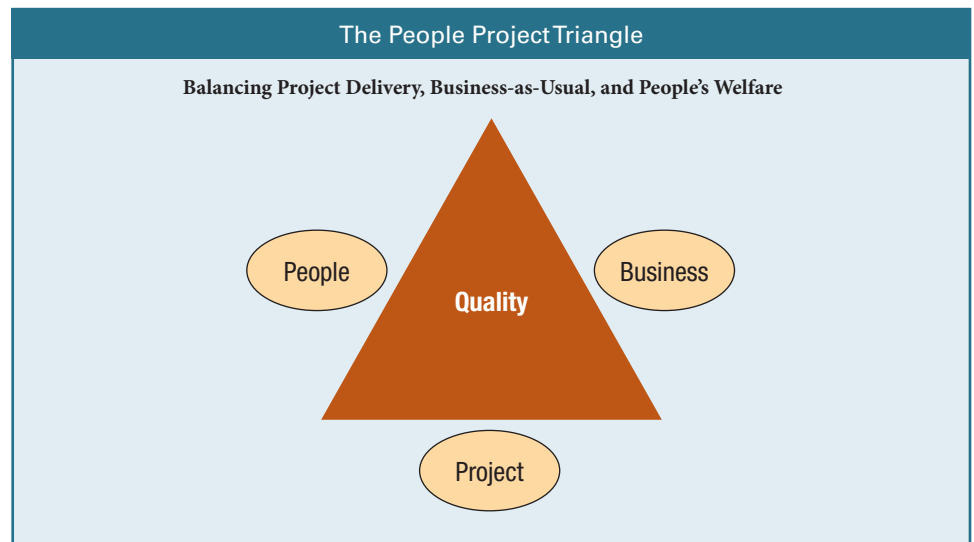 The People Project Triangle
Balancing Project Delivery, Business-as-Usual, and People's Welfare
People
Business
Quality
Project